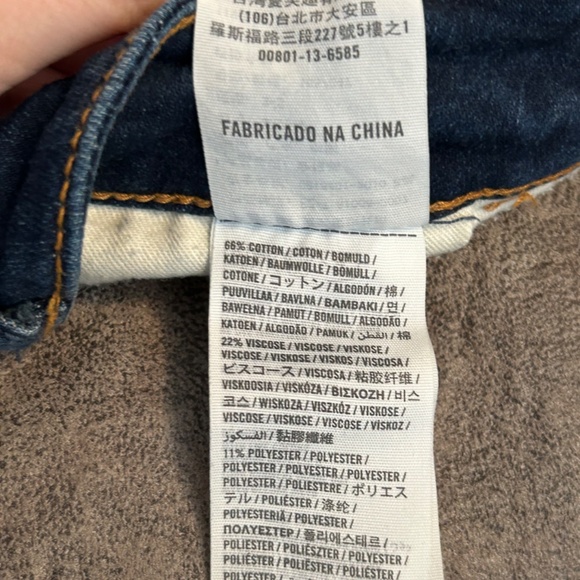 (106)台北市大安區
羅斯福路三段227號5樓之1
00801-13-6585
FABRICADO NA CHINA
66% COTTON / COTON / BOMULD /
KATOEN / BAUMWOLLE / BOMULL /
COTONE / コットン / ALGODÓN / 棉 /
PUUVILLAA / BAVLNA / BAMBAKI / 면 /
BAWEŁNA / PAMUT / BOMULL / ALGODÃO /
KATOEN / ALGODÃO / PAMUK / القطن / 棉
22% VISCOSE / VISCOSE / VISKOSE /
VISCOSE / VISKOSE / VISKOS / VISCOSA /
ビスコース / VISCOSA / 粘胶纤维 /
VISKOOSIA / VISKÓZA / ΒΙΣΚΟΖΗ / 비스
코스 / WISKOZA / VISZKÓZ / VISKOSE /
VISCOSE / VISKOSE / VISCOSE / VISKOZ /
الفسكوز / 黏膠纖維
11% POLYESTER / POLYESTER /
POLYESTER / POLYESTER / POLYESTER /
POLYESTER / POLIESTERE / ポリエス
テル / POLIÉSTER / 涤纶 /
POLYESTERIÄ / POLYESTER /
ΠΟΛΥΕΣΤΕΡ / 폴리에스테르 /
POLIESTER / POLIÉSZTER / POLYESTER /
POLIÉSTER / POLYESTER / POLIÉSTER /